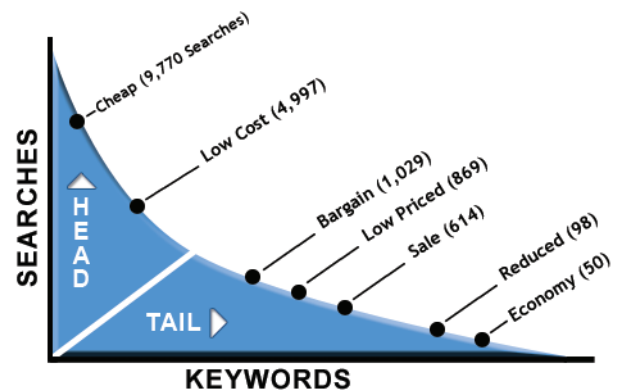 Cheap (9,770 Searches)
Low Cost (4,997)
Bargain (1,029)
Low Priced (869)
Sale (614)
Reduced (98)
Economy (50)
SEARCHES
HEAD
TAIL
KEYWORDS